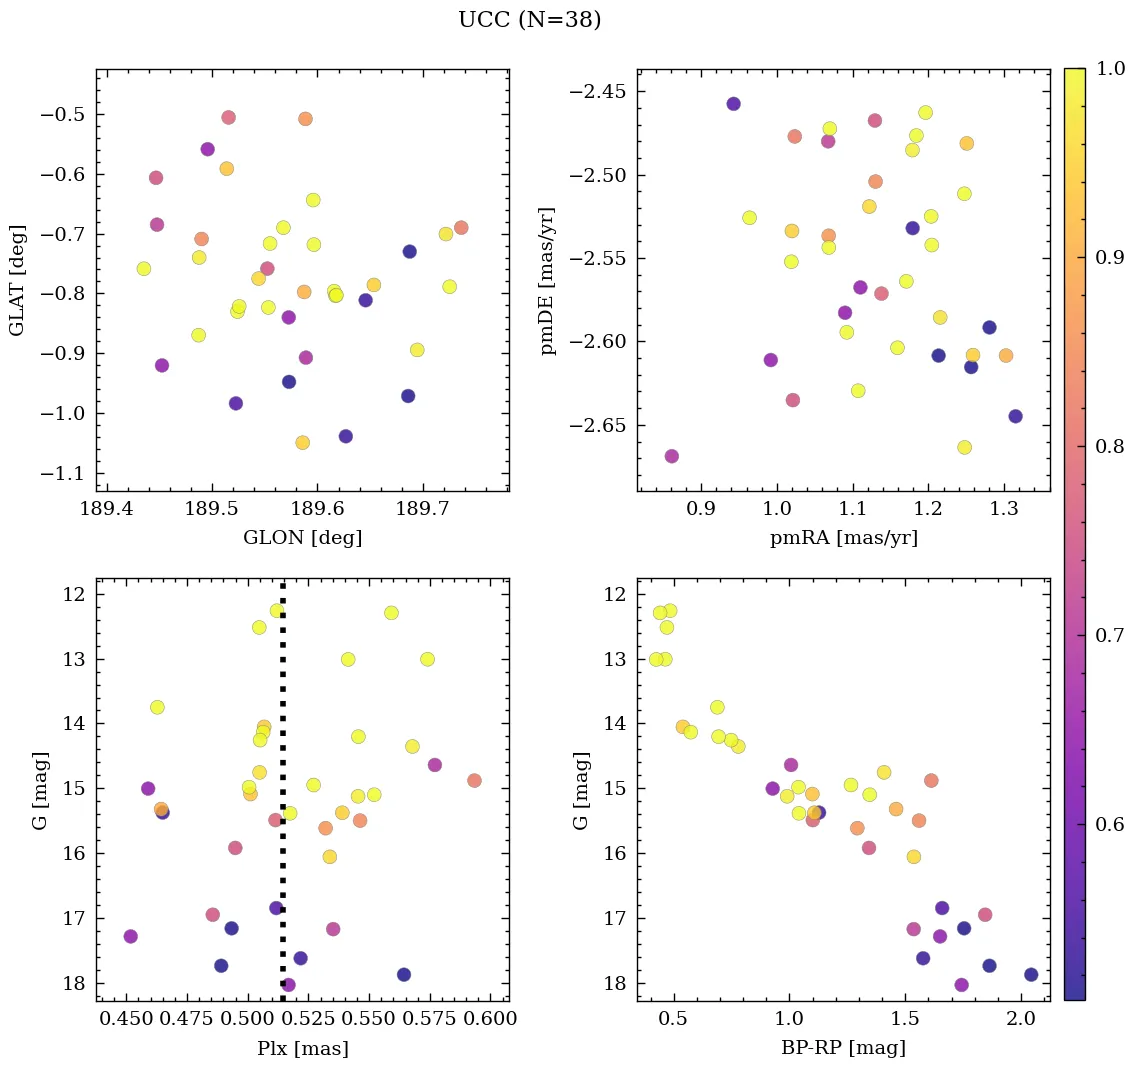 UCC (N=38)
−0.5
−0.6
−0.7
−0.8
−0.9
−1.0
−1.1
GLAT [deg]
189.4 189.5 189.6 189.7
GLON [deg]
−2.45
−2.50
−2.55
−2.60
−2.65
pmDE [mas/yr]
0.9 1.0 1.1 1.2 1.3
pmRA [mas/yr]
12
13
14
15
16
17
18
G [mag]
0.450 0.475 0.500 0.525 0.550 0.575 0.600
Plx [mas]
12
13
14
15
16
17
18
G [mag]
0.5 1.0 1.5 2.0
BP-RP [mag]
1.0
0.9
0.8
0.7
0.6